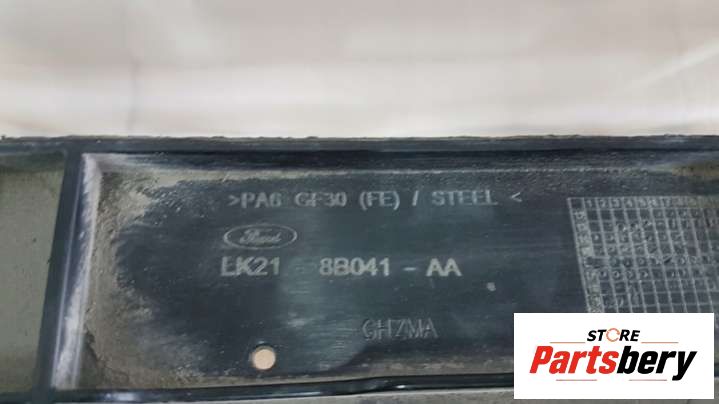 >PA6 GF30 (FE) / STEEL <
Ford
LK21 8B041-AA
GHZMA
STORE
Partsbery